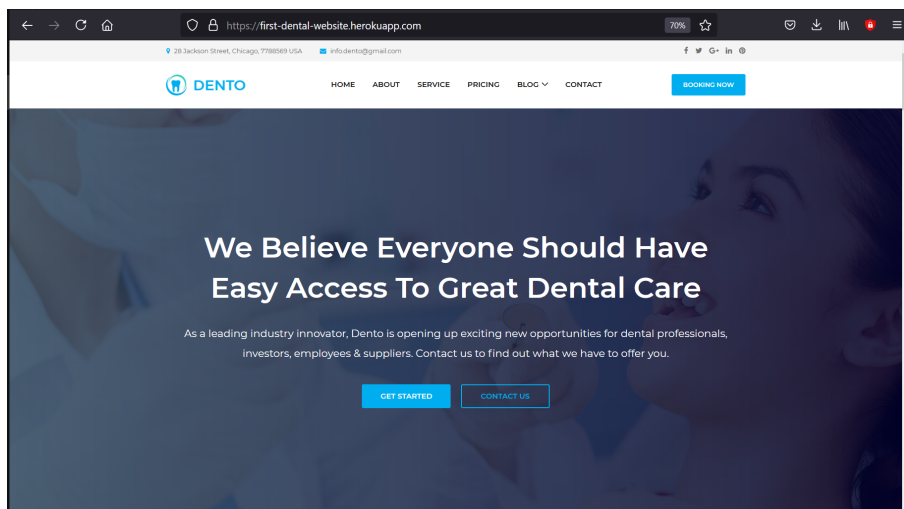 https://first-dental-website.herokuapp.com
70%
28 Jackson Street, Chicago, 7788569 USA
info.dento@gmail.com
f G+ in
DENTO
HOME ABOUT SERVICE PRICING BLOG CONTACT
BOOKING NOW
We Believe Everyone Should Have
Easy Access To Great Dental Care
As a leading industry innovator, Dento is opening up exciting new opportunities for dental professionals,
investors, employees & suppliers. Contact us to find out what we have to offer you.
GET STARTED
CONTACT US